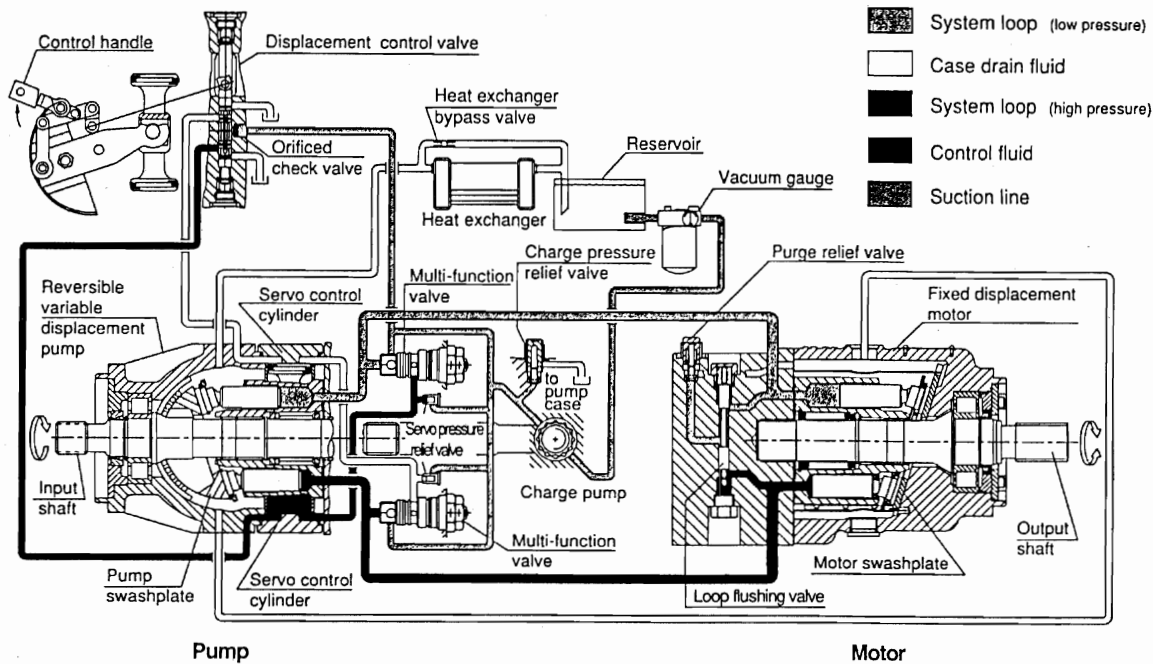 Control handle
Displacement control valve
Heat exchanger
bypass valve
Orificed
check valve
Heat exchanger
Reservoir
Vacuum gauge
System loop (low pressure)
Case drain fluid
System loop (high pressure)
Control fluid
Suction line
Reversible
variable
displacement
pump
Servo control
cylinder
Multi-function
valve
Charge pressure
relief valve
Purge relief valve
Fixed displacement
motor
to
pump
case
Servo pressure
relief valve
Charge pump
Input
shaft
Pump
swashplate
Servo control
cylinder
Multi-function
valve
Loop flushing valve
Motor swashplate
Output
shaft
Pump
Motor